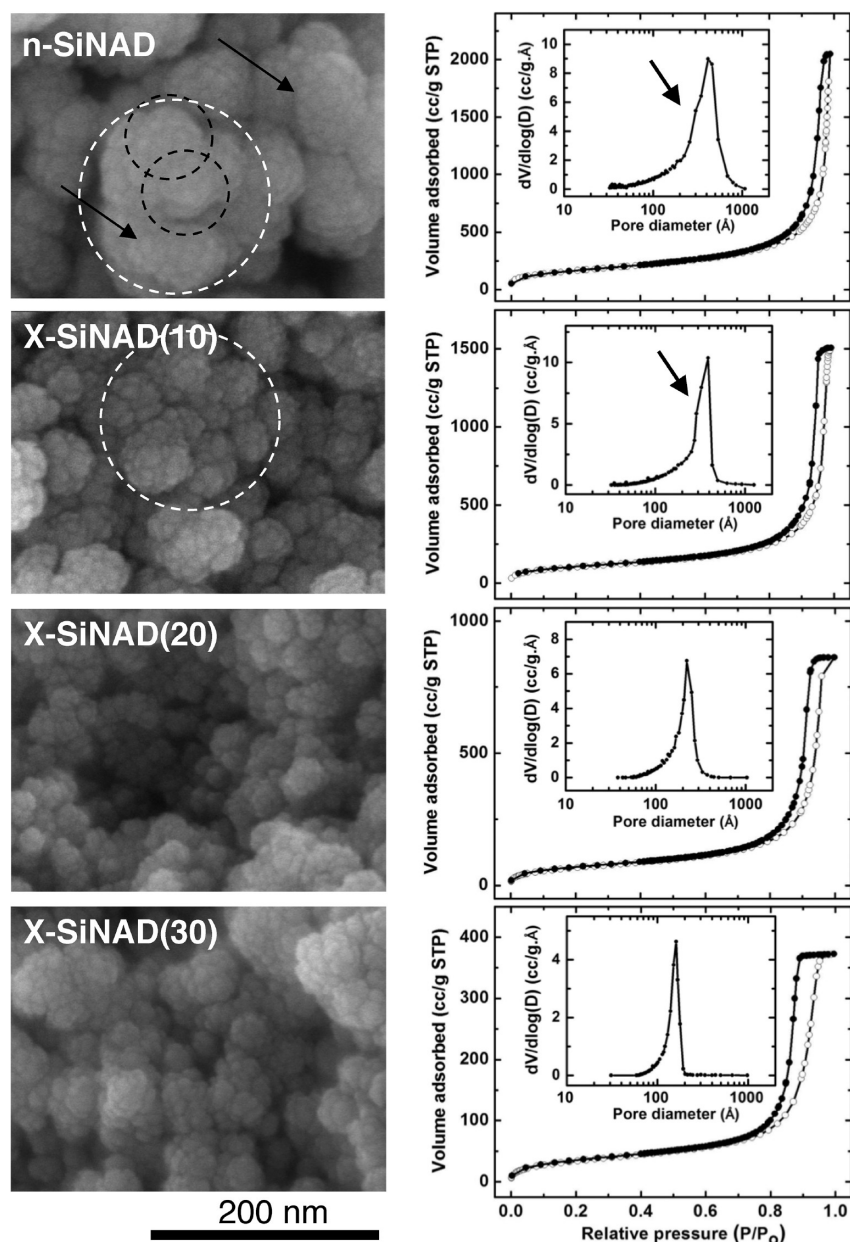 n-SiNAD
X-SiNAD(10)
X-SiNAD(20)
X-SiNAD(30)
200 nm
Volume adsorbed (cc/g STP)
2000
1500
1000
500
0
dV/dlog(D) (cc/g.Å)
10
8
6
4
2
0
10 100 1000
Pore diameter (Å)
Volume adsorbed (cc/g STP)
1500
1000
500
0
dV/dlog(D) (cc/g.Å)
10
5
0
10 100 1000
Pore diameter (Å)
Volume adsorbed (cc/g STP)
1000
500
0
dV/dlog(D) (cc/g.Å)
8
6
4
2
0
10 100 1000
Pore diameter (Å)
Volume adsorbed (cc/g STP)
400
300
200
100
0
dV/dlog(D) (cc/g.Å)
4
2
0
10 100 1000
Pore diameter (Å)
0.0 0.2 0.4 0.6 0.8 1.0
Relative pressure (P/Po)